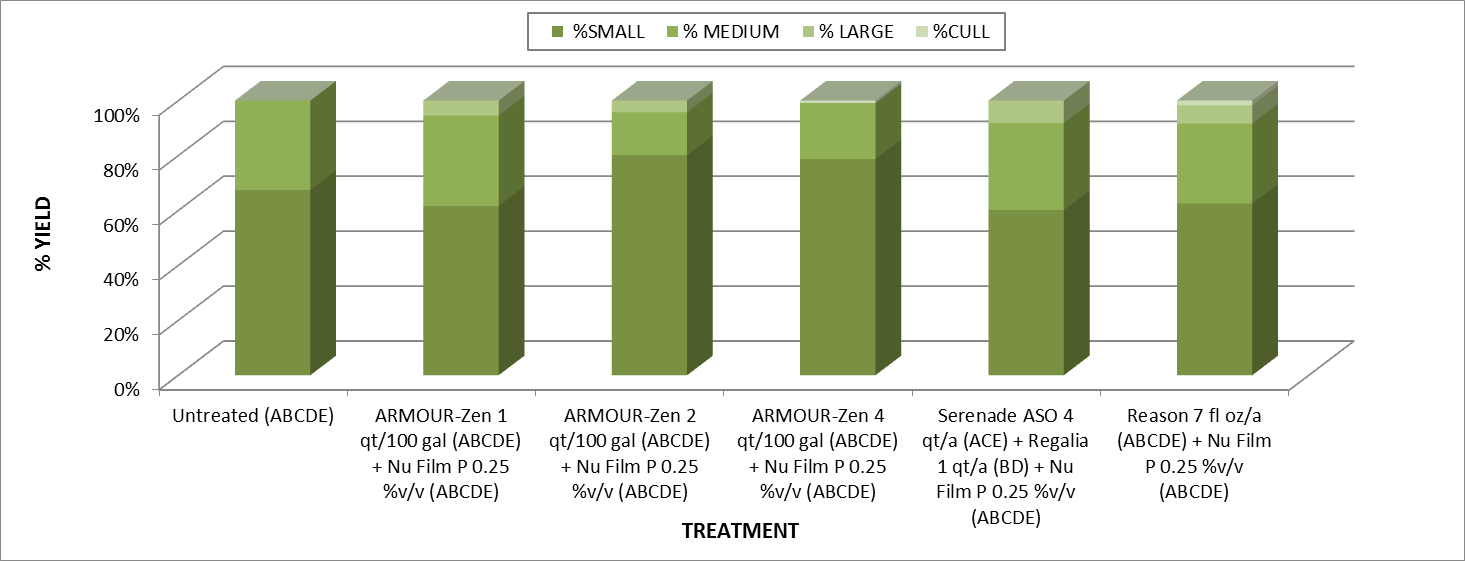 %SMALL % MEDIUM % LARGE %CULL
100%
80%
60%
40%
20%
0%
% YIELD
Untreated (ABCDE)
ARMOUR-Zen 1
qt/100 gal (ABCDE)
+ Nu Film P 0.25
%v/v (ABCDE)
ARMOUR-Zen 2
qt/100 gal (ABCDE)
+ Nu Film P 0.25
%v/v (ABCDE)
ARMOUR-Zen 4
qt/100 gal (ABCDE)
+ Nu Film P 0.25
%v/v (ABCDE)
Serenade ASO 4
qt/a (ACE) + Regalia
1 qt/a (BD) + Nu
Film P 0.25 %v/v
(ABCDE)
Reason 7 fl oz/a
(ABCDE) + Nu Film
P 0.25 %v/v
(ABCDE)
TREATMENT